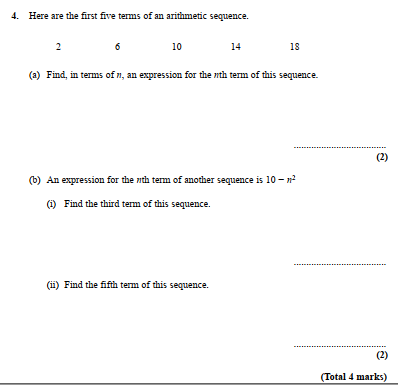 4. Here are the first five terms of an arithmetic sequence.
2 6 10 14 18
(a) Find, in terms of n, an expression for the nth term of this sequence.
..........................................
(2)
(b) An expression for the nth term of another sequence is 10 – n²
(i) Find the third term of this sequence.
..........................................
(ii) Find the fifth term of this sequence.
..........................................
(2)
(Total 4 marks)